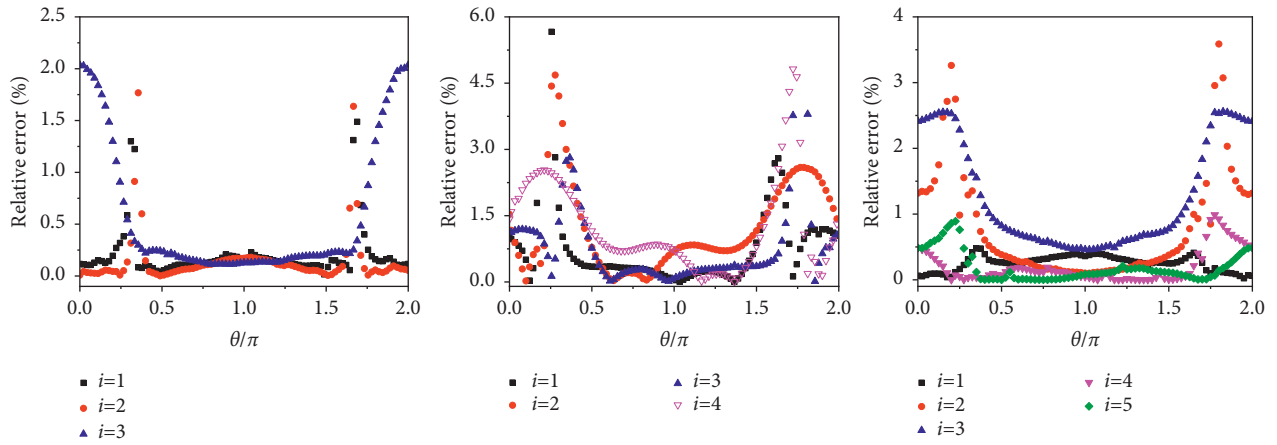 Relative error (%)
2.5
2.0
1.5
1.0
0.5
0.0
0.0 0.5 1.0 1.5 2.0
θ/π
i=1
i=2
i=3
Relative error (%)
6.0
4.5
3.0
1.5
0.0
0.0 0.5 1.0 1.5 2.0
θ/π
i=1
i=2
i=3
i=4
Relative error (%)
4
3
2
1
0
0.0 0.5 1.0 1.5 2.0
θ/π
i=1
i=2
i=3
i=4
i=5